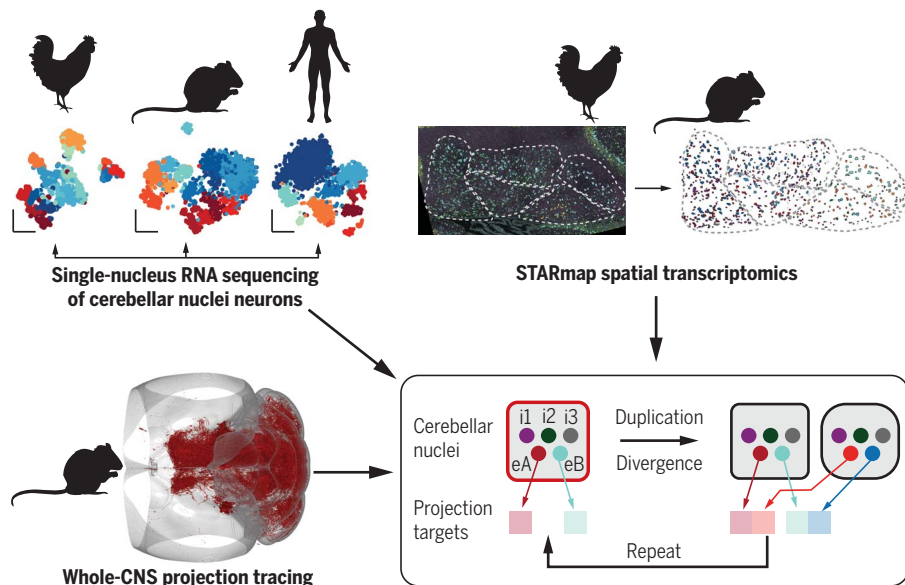 Single-nucleus RNA sequencing
of cerebellar nuclei neurons
STARmap spatial transcriptomics
Whole-CNS projection tracing
Cerebellar
nuclei
i1 i2 i3
eA eB
Duplication
Divergence
Projection
targets
Repeat